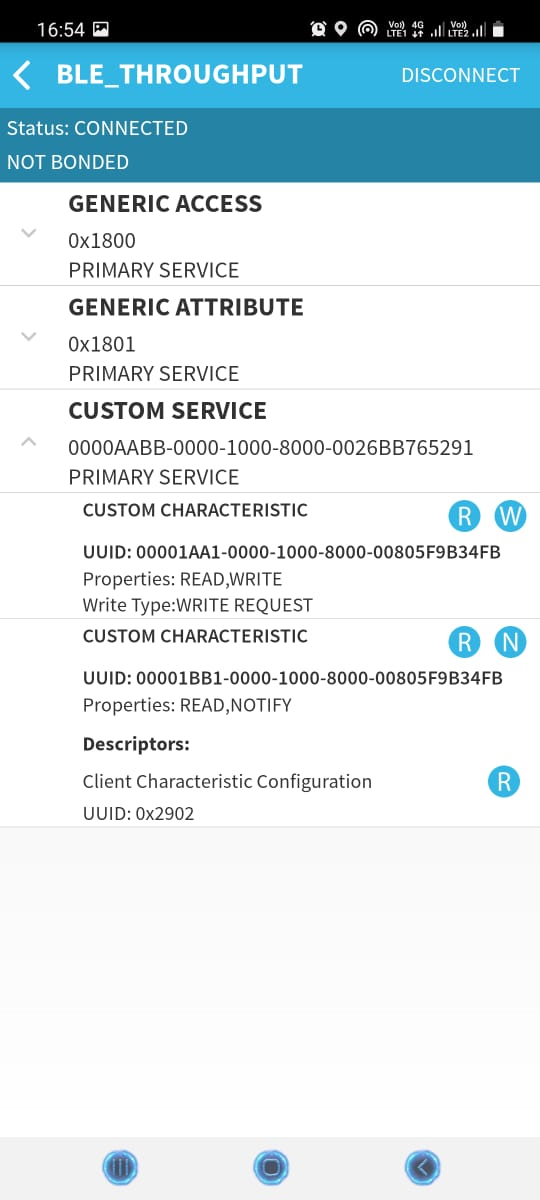 16:54
Vo)) 4G Vo))
LTE1 LTE2
BLE_THROUGHPUT DISCONNECT
Status: CONNECTED
NOT BONDED
GENERIC ACCESS
0x1800
PRIMARY SERVICE
GENERIC ATTRIBUTE
0x1801
PRIMARY SERVICE
CUSTOM SERVICE
0000AABB-0000-1000-8000-0026BB765291
PRIMARY SERVICE
CUSTOM CHARACTERISTIC R W
UUID: 00001AA1-0000-1000-8000-00805F9B34FB
Properties: READ,WRITE
Write Type:WRITE REQUEST
CUSTOM CHARACTERISTIC R N
UUID: 00001BB1-0000-1000-8000-00805F9B34FB
Properties: READ,NOTIFY
Descriptors:
Client Characteristic Configuration R
UUID: 0x2902